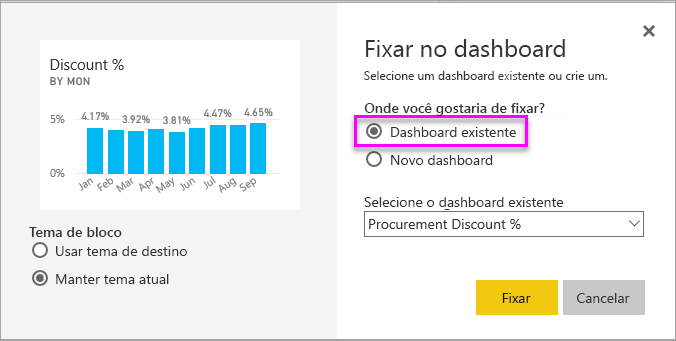 Discount %
BY MON
5%
4.17% 3.92% 3.81% 4.47% 4.65%
0%
Jan Feb Mar Apr May Jun Jul Aug Sep
Tema de bloco
Usar tema de destino
Manter tema atual
Fixar no dashboard
Selecione um dashboard existente ou crie um.
Onde você gostaria de fixar?
Dashboard existente
Novo dashboard
Selecione o dashboard existente
Procurement Discount %
Fixar Cancelar